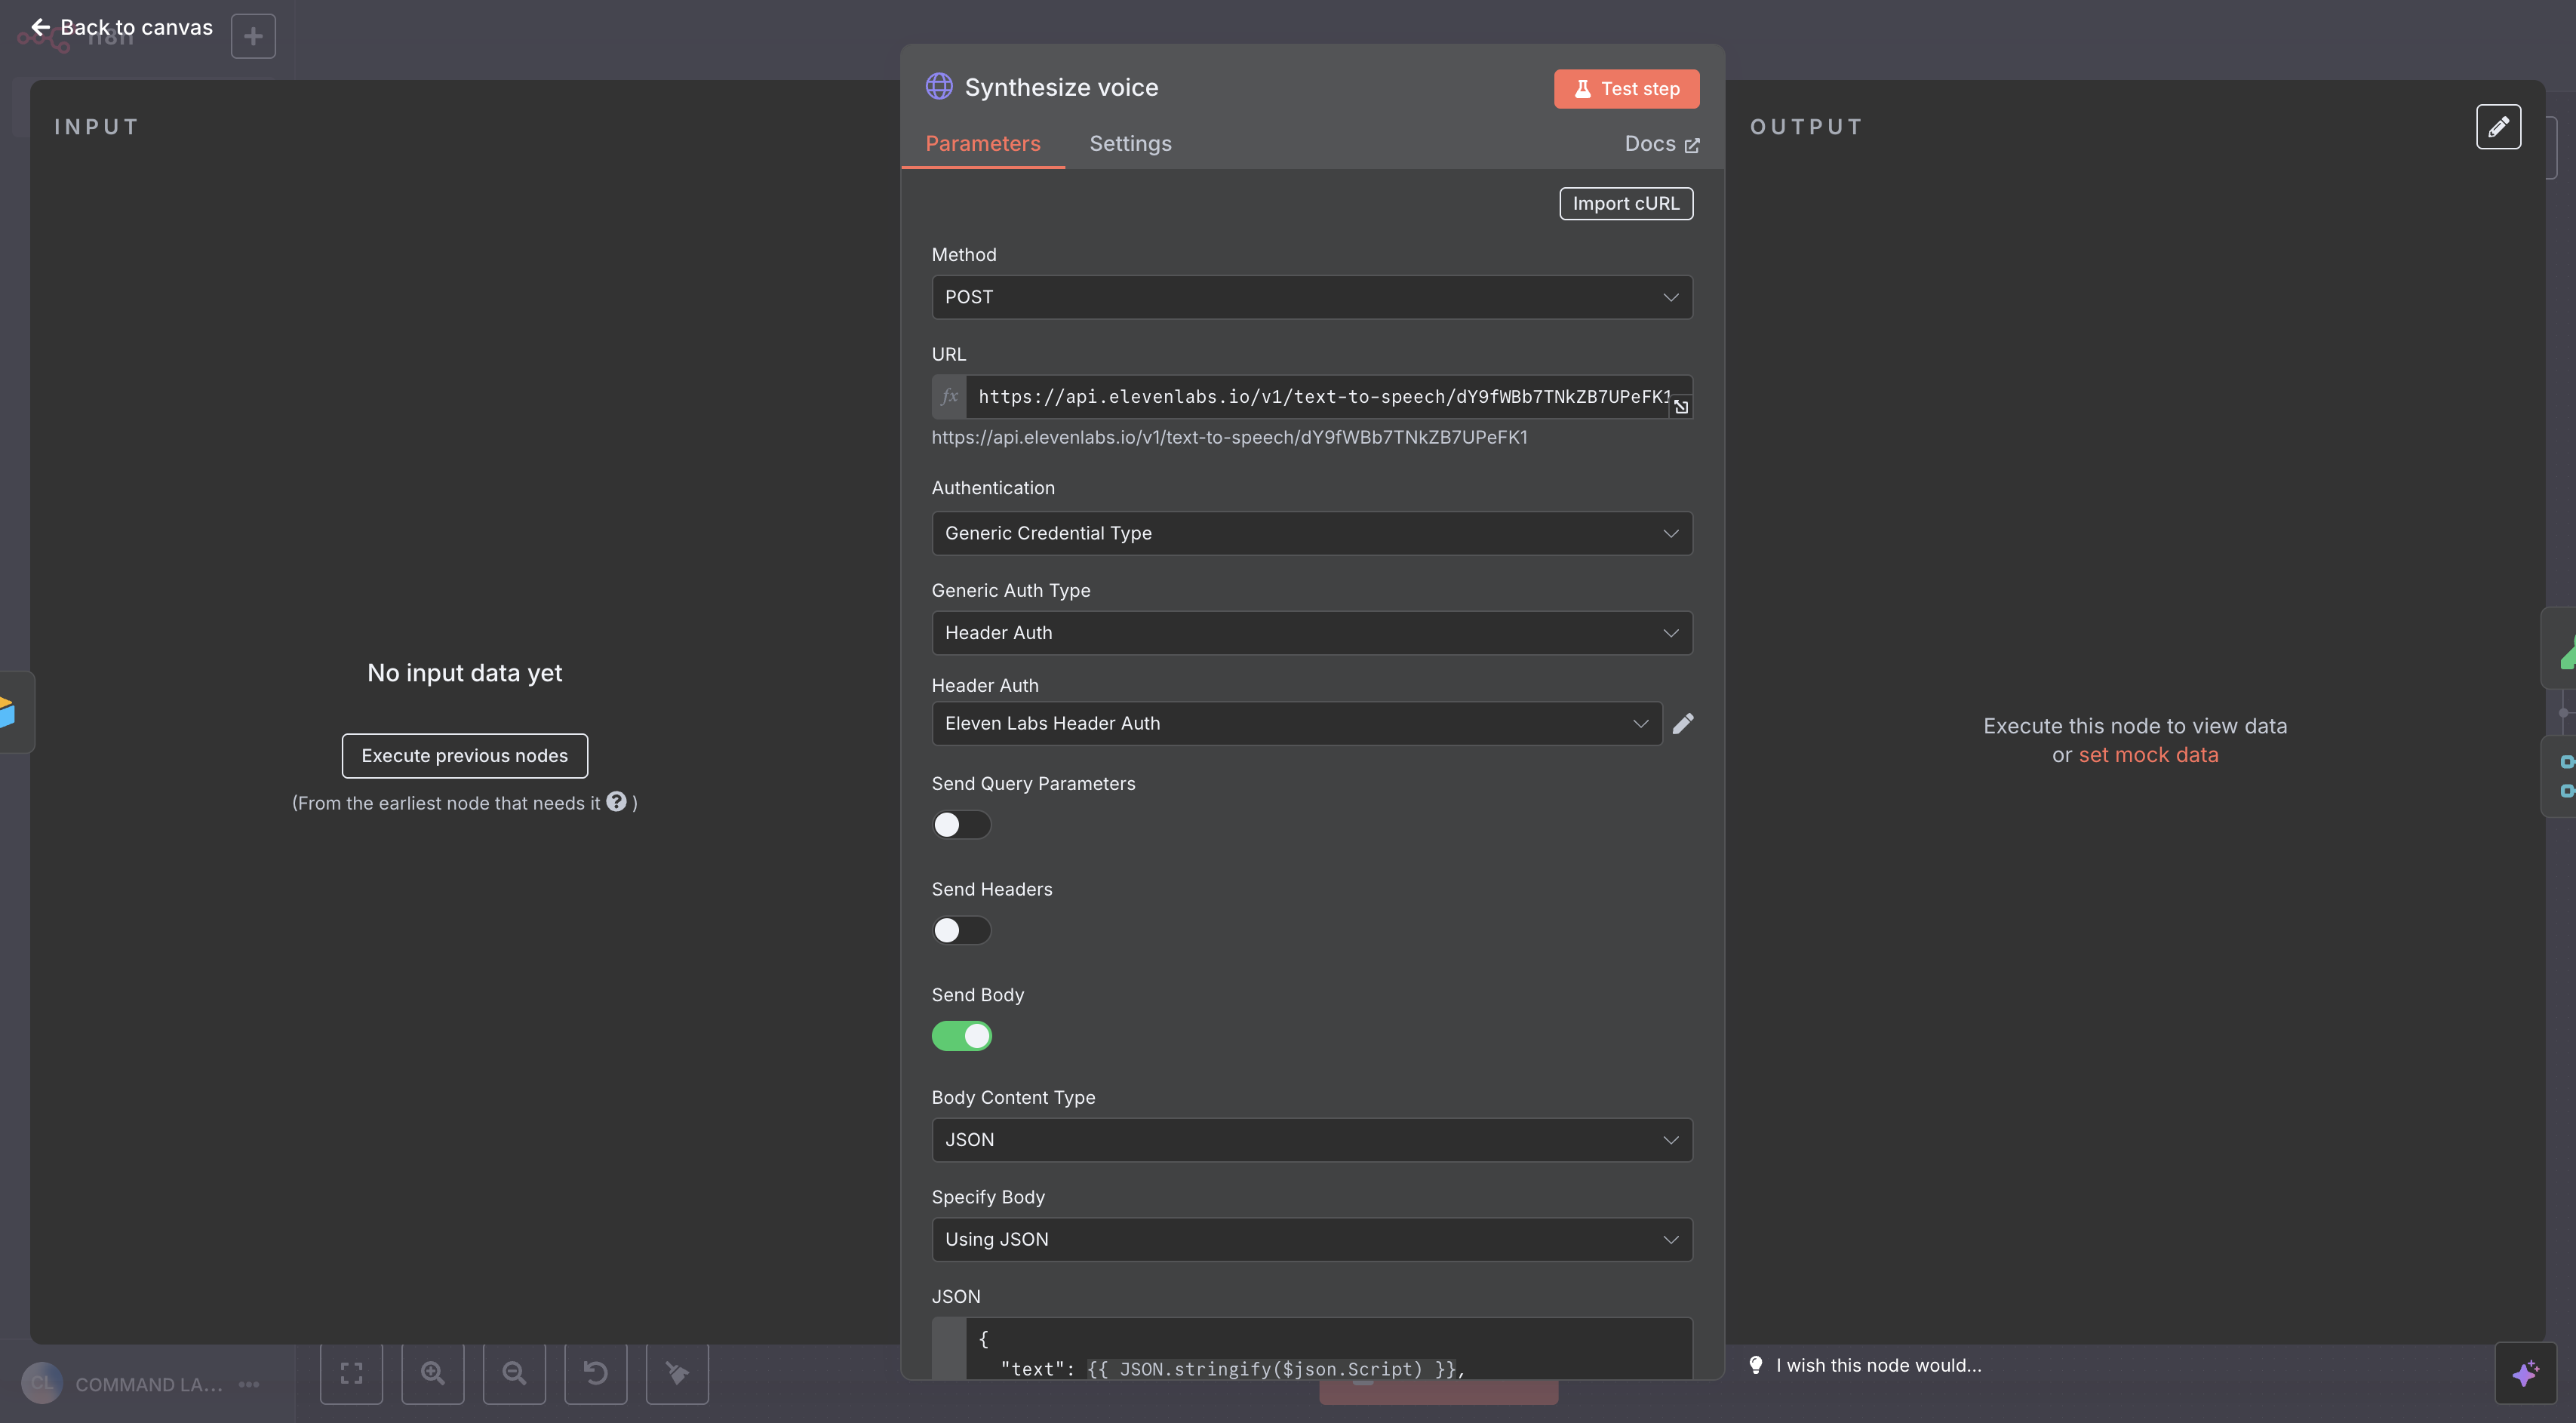 Back to canvas
n8n
INPUT
No input data yet
Execute previous nodes
(From the earliest node that needs it ? )
Synthesize voice
Test step
Parameters
Settings
Docs
Import cURL
Method
POST
URL
fx
https://api.elevenlabs.io/v1/text-to-speech/dY9fWBb7TNkZB7UPeFK1
https://api.elevenlabs.io/v1/text-to-speech/dY9fWBb7TNkZB7UPeFK1
Authentication
Generic Credential Type
Generic Auth Type
Header Auth
Header Auth
Eleven Labs Header Auth
Send Query Parameters
Send Headers
Send Body
Body Content Type
JSON
Specify Body
Using JSON
JSON
{
"text": {{ JSON.stringify($json.Script) }},
OUTPUT
Execute this node to view data
or set mock data
I wish this node would...
CL
COMMAND LA...